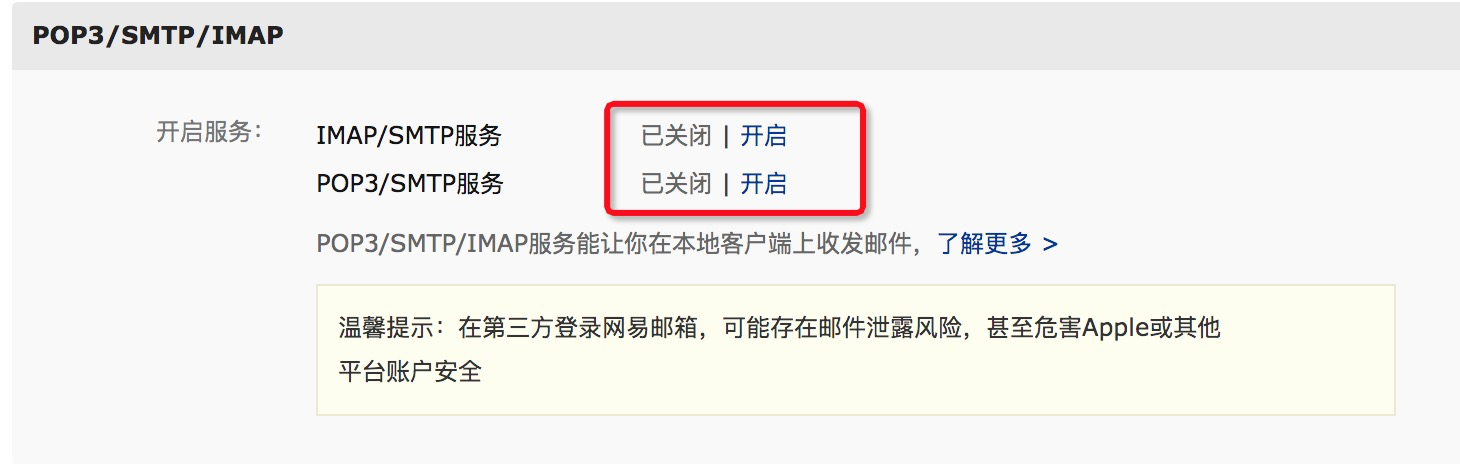 POP3/SMTP/IMAP
开启服务： IMAP/SMTP服务 已关闭 | 开启
POP3/SMTP服务 已关闭 | 开启
POP3/SMTP/IMAP服务能让你在本地客户端上收发邮件，了解更多 >
温馨提示：在第三方登录网易邮箱，可能存在邮件泄露风险，甚至危害Apple或其他
平台账户安全